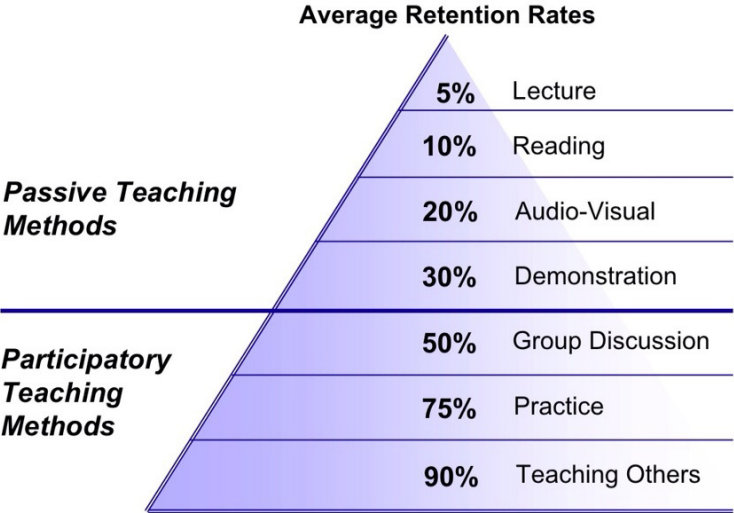 Average Retention Rates
5% Lecture
10% Reading
Passive Teaching
Methods
20% Audio-Visual
30% Demonstration
50% Group Discussion
Participatory
Teaching
Methods
75% Practice
90% Teaching Others